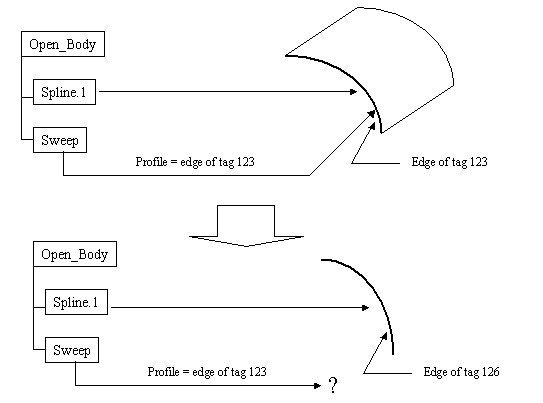 Open_Body
Spline.1
Sweep
Profile = edge of tag 123
Edge of tag 123
Open_Body
Spline.1
Sweep
Profile = edge of tag 123
?
Edge of tag 126